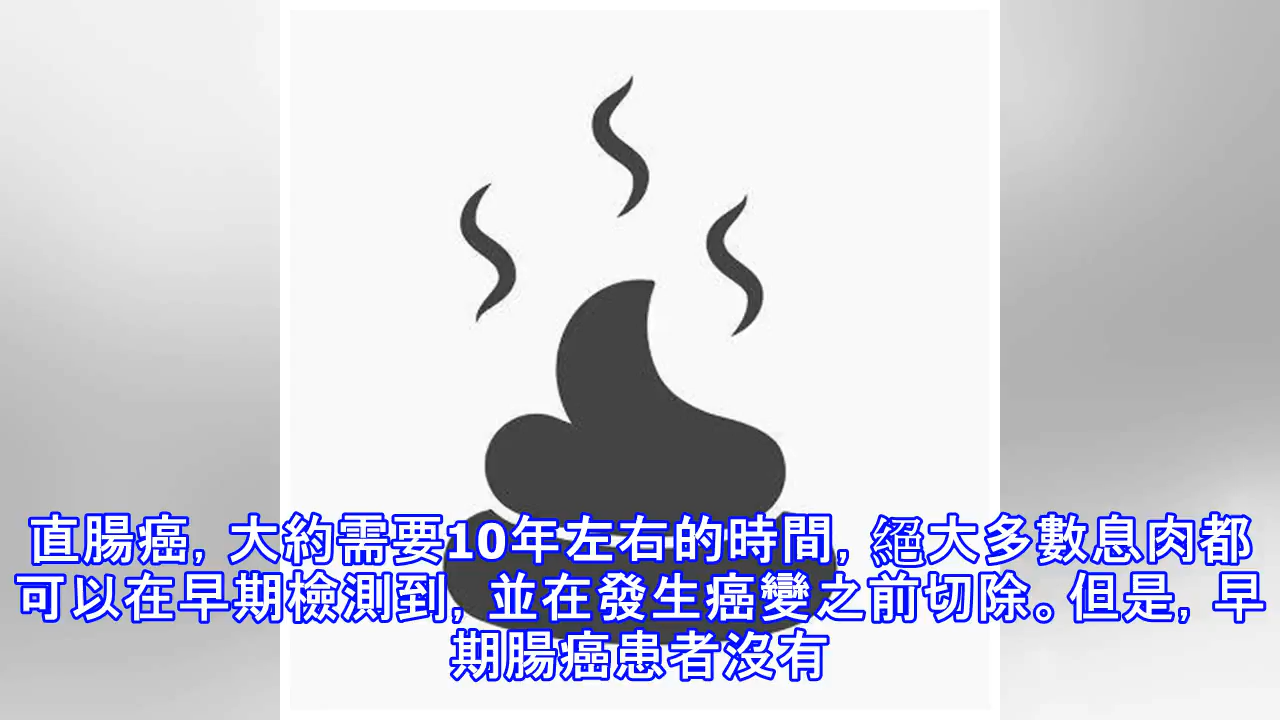 直腸癌, 大約需要10年左右的時間, 絕大多數息肉都
可以在早期檢測到, 並在發生癌變之前切除。但是, 早
期腸癌患者沒有